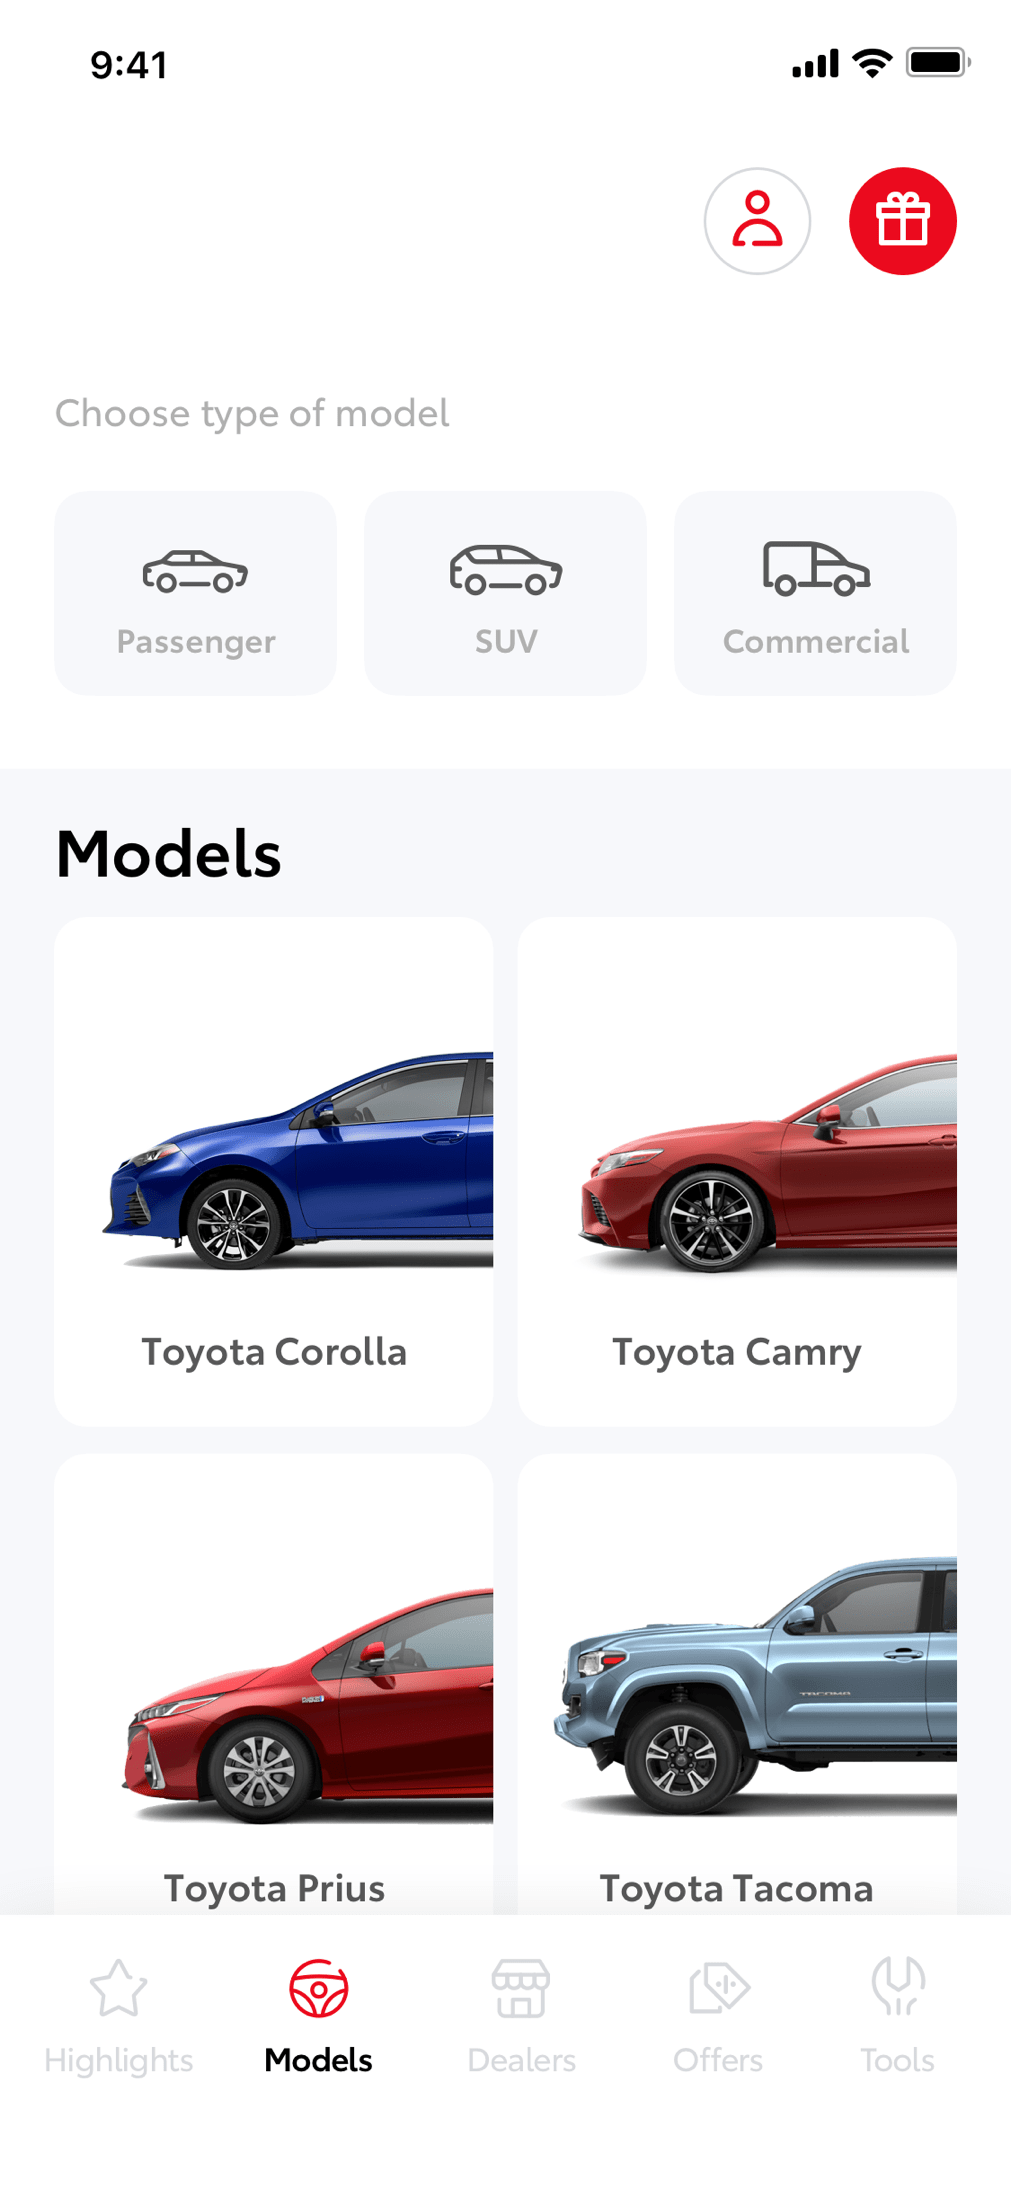 9:41
Choose type of model
Passenger
SUV
Commercial
Models
Toyota Corolla
Toyota Camry
TACOMA
Toyota Prius
Toyota Tacoma
Highlights
Models
Dealers
Offers
Tools